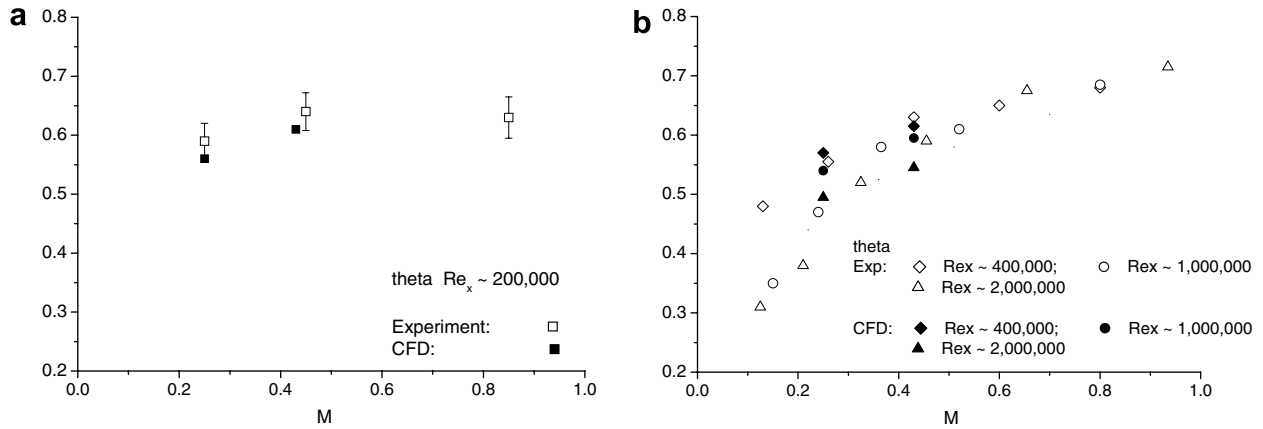 a
0.8
0.7
0.6
0.5
0.4
0.3
0.2
0.0 0.2 0.4 0.6 0.8 1.0
M
theta Rex ~ 200,000
Experiment:
CFD:
b
0.8
0.7
0.6
0.5
0.4
0.3
0.2
0.0 0.2 0.4 0.6 0.8 1.0
M
theta
Exp: Rex ~ 400,000; Rex ~ 1,000,000
Rex ~ 2,000,000
CFD: Rex ~ 400,000; Rex ~ 1,000,000
Rex ~ 2,000,000